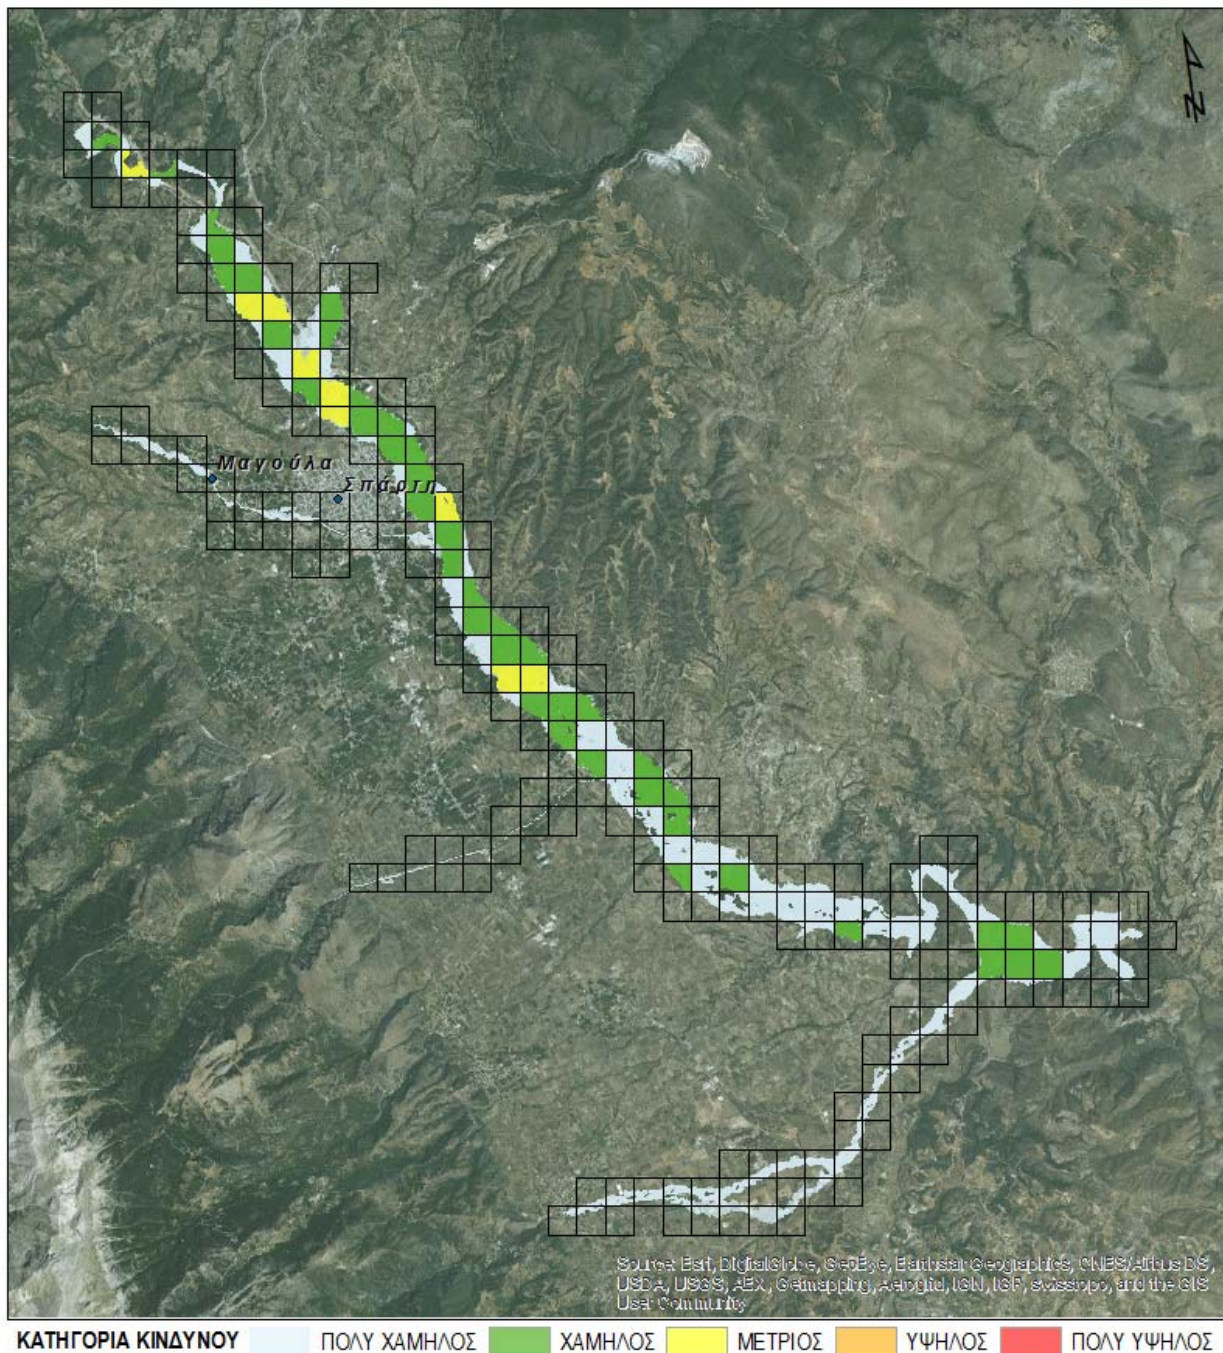 N
Μαγούλα
Σπάρτη
Source: Esri, DigitalGlobe, GeoEye, Earthstar Geographics, CNES/Airbus DS,
USDA, USGS, AEX, Getmapping, Aerogrid, IGN, IGP, swisstopo, and the GIS
User Community
ΚΑΤΗΓΟΡΙΑ ΚΙΝΔΥΝΟΥ ΠΟΛΥ ΧΑΜΗΛΟΣ ΧΑΜΗΛΟΣ ΜΕΤΡΙΟΣ ΥΨΗΛΟΣ ΠΟΛΥ ΥΨΗΛΟΣ